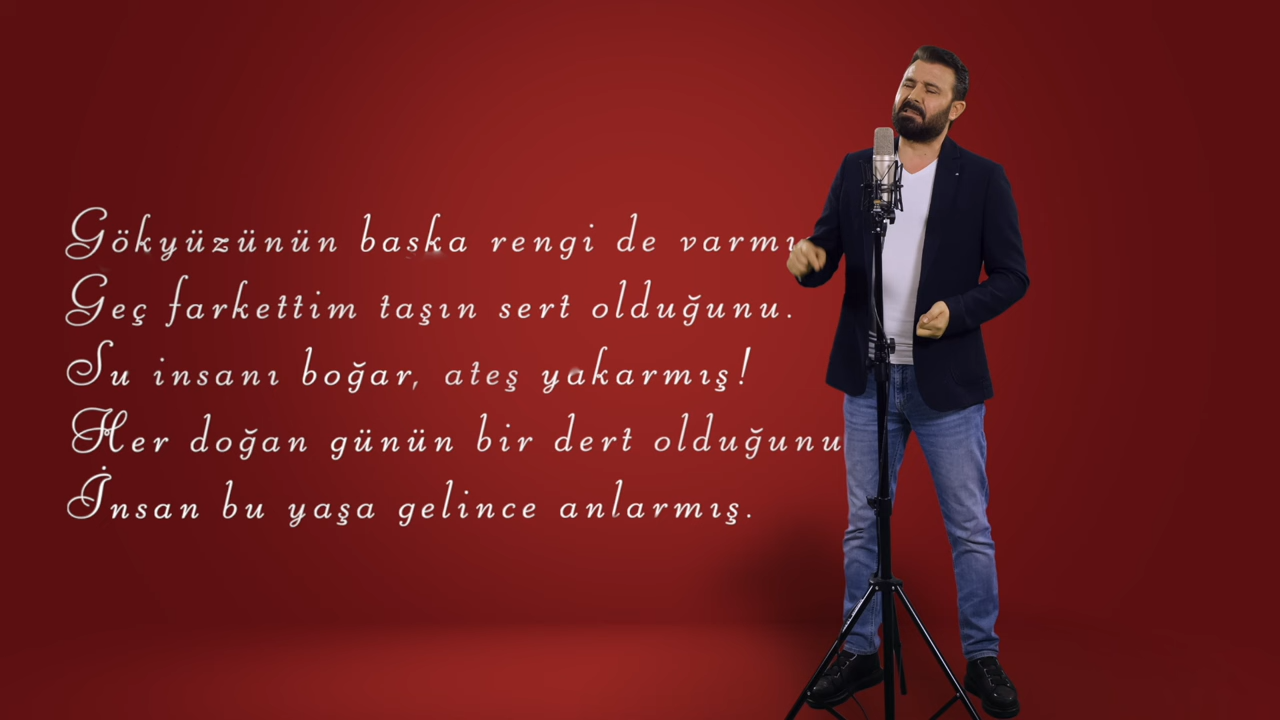 Gökyüzünün başka rengi de varmı
Geç farkettim taşın sert olduğunu.
Su insanı boğar, ateş yakarmış!
Her doğan günün bir dert olduğunu
İnsan bu yaşa gelince anlarmış.